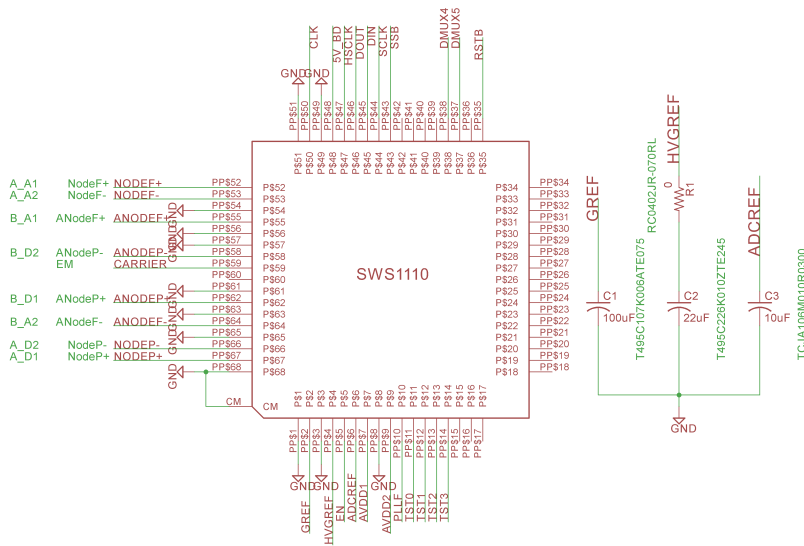 CLK
5V_BD
HSCLK
DOUT
DIN
SCLK
SSB
DMUX4
DMUX5
RSTB
GND
GND
PP$51
PP$50
PP$49
PP$48
PP$47
PP$46
PP$45
PP$44
PP$43
PP$42
PP$41
PP$40
PP$39
PP$38
PP$37
PP$36
PP$35
P$51
P$50
P$49
P$48
P$47
P$46
P$45
P$44
P$43
P$42
P$41
P$40
P$39
P$38
P$37
P$36
P$35
A_A1 NodeF+ NODEF+ PP$52 P$52
A_A2 NodeF- NODEF- PP$53 P$53
GND PP$54 P$54
B_A1 ANodeF+ ANODEF+ PP$55 P$55
GND PP$56 P$56
GND PP$57 P$57
B_D2 ANodeP- ANODEP- PP$58 P$58
EM CARRIER PP$59 P$59
PP$60 P$60
GND PP$61 P$61
B_D1 ANodeP+ ANODEP+ PP$62 P$62
GND PP$63 P$63
B_A2 ANodeF- ANODEF- PP$64 P$64
GND PP$65 P$65
A_D2 NodeP- NODEP- PP$66 P$66
A_D1 NodeP+ NODEP+ PP$67 P$67
GND PP$68 P$68
CM CM
SWS1110
P$34 PP$34
P$33 PP$33
P$32 PP$32
P$31 PP$31
P$30 PP$30
P$29 PP$29
P$28 PP$28
P$27 PP$27
P$26 PP$26
P$25 PP$25
P$24 PP$24
P$23 PP$23
P$22 PP$22
P$21 PP$21
P$20 PP$20
P$19 PP$19
P$18 PP$18
P$1
P$2
P$3
P$4
P$5
P$6
P$7
P$8
P$9
P$10
P$11
P$12
P$13
P$14
P$15
P$16
P$17
PP$1
PP$2
PP$3
PP$4
PP$5
PP$6
PP$7
PP$8
PP$9
PP$10
PP$11
PP$12
PP$13
PP$14
PP$15
PP$16
PP$17
GND
GREF
GND
HVGREF
EN
ADCREF
AVDD1
GND
AVDD2
PLLF
TST0
TST1
TST2
TST3
GREF
C1
100uF
T495C107K006ATE075
RC0402JR-070RL
HVGREF
0
R1
C2
22uF
T495C226K010ZTE245
ADCREF
C3
10uF
TCJA106M010R0300
GND